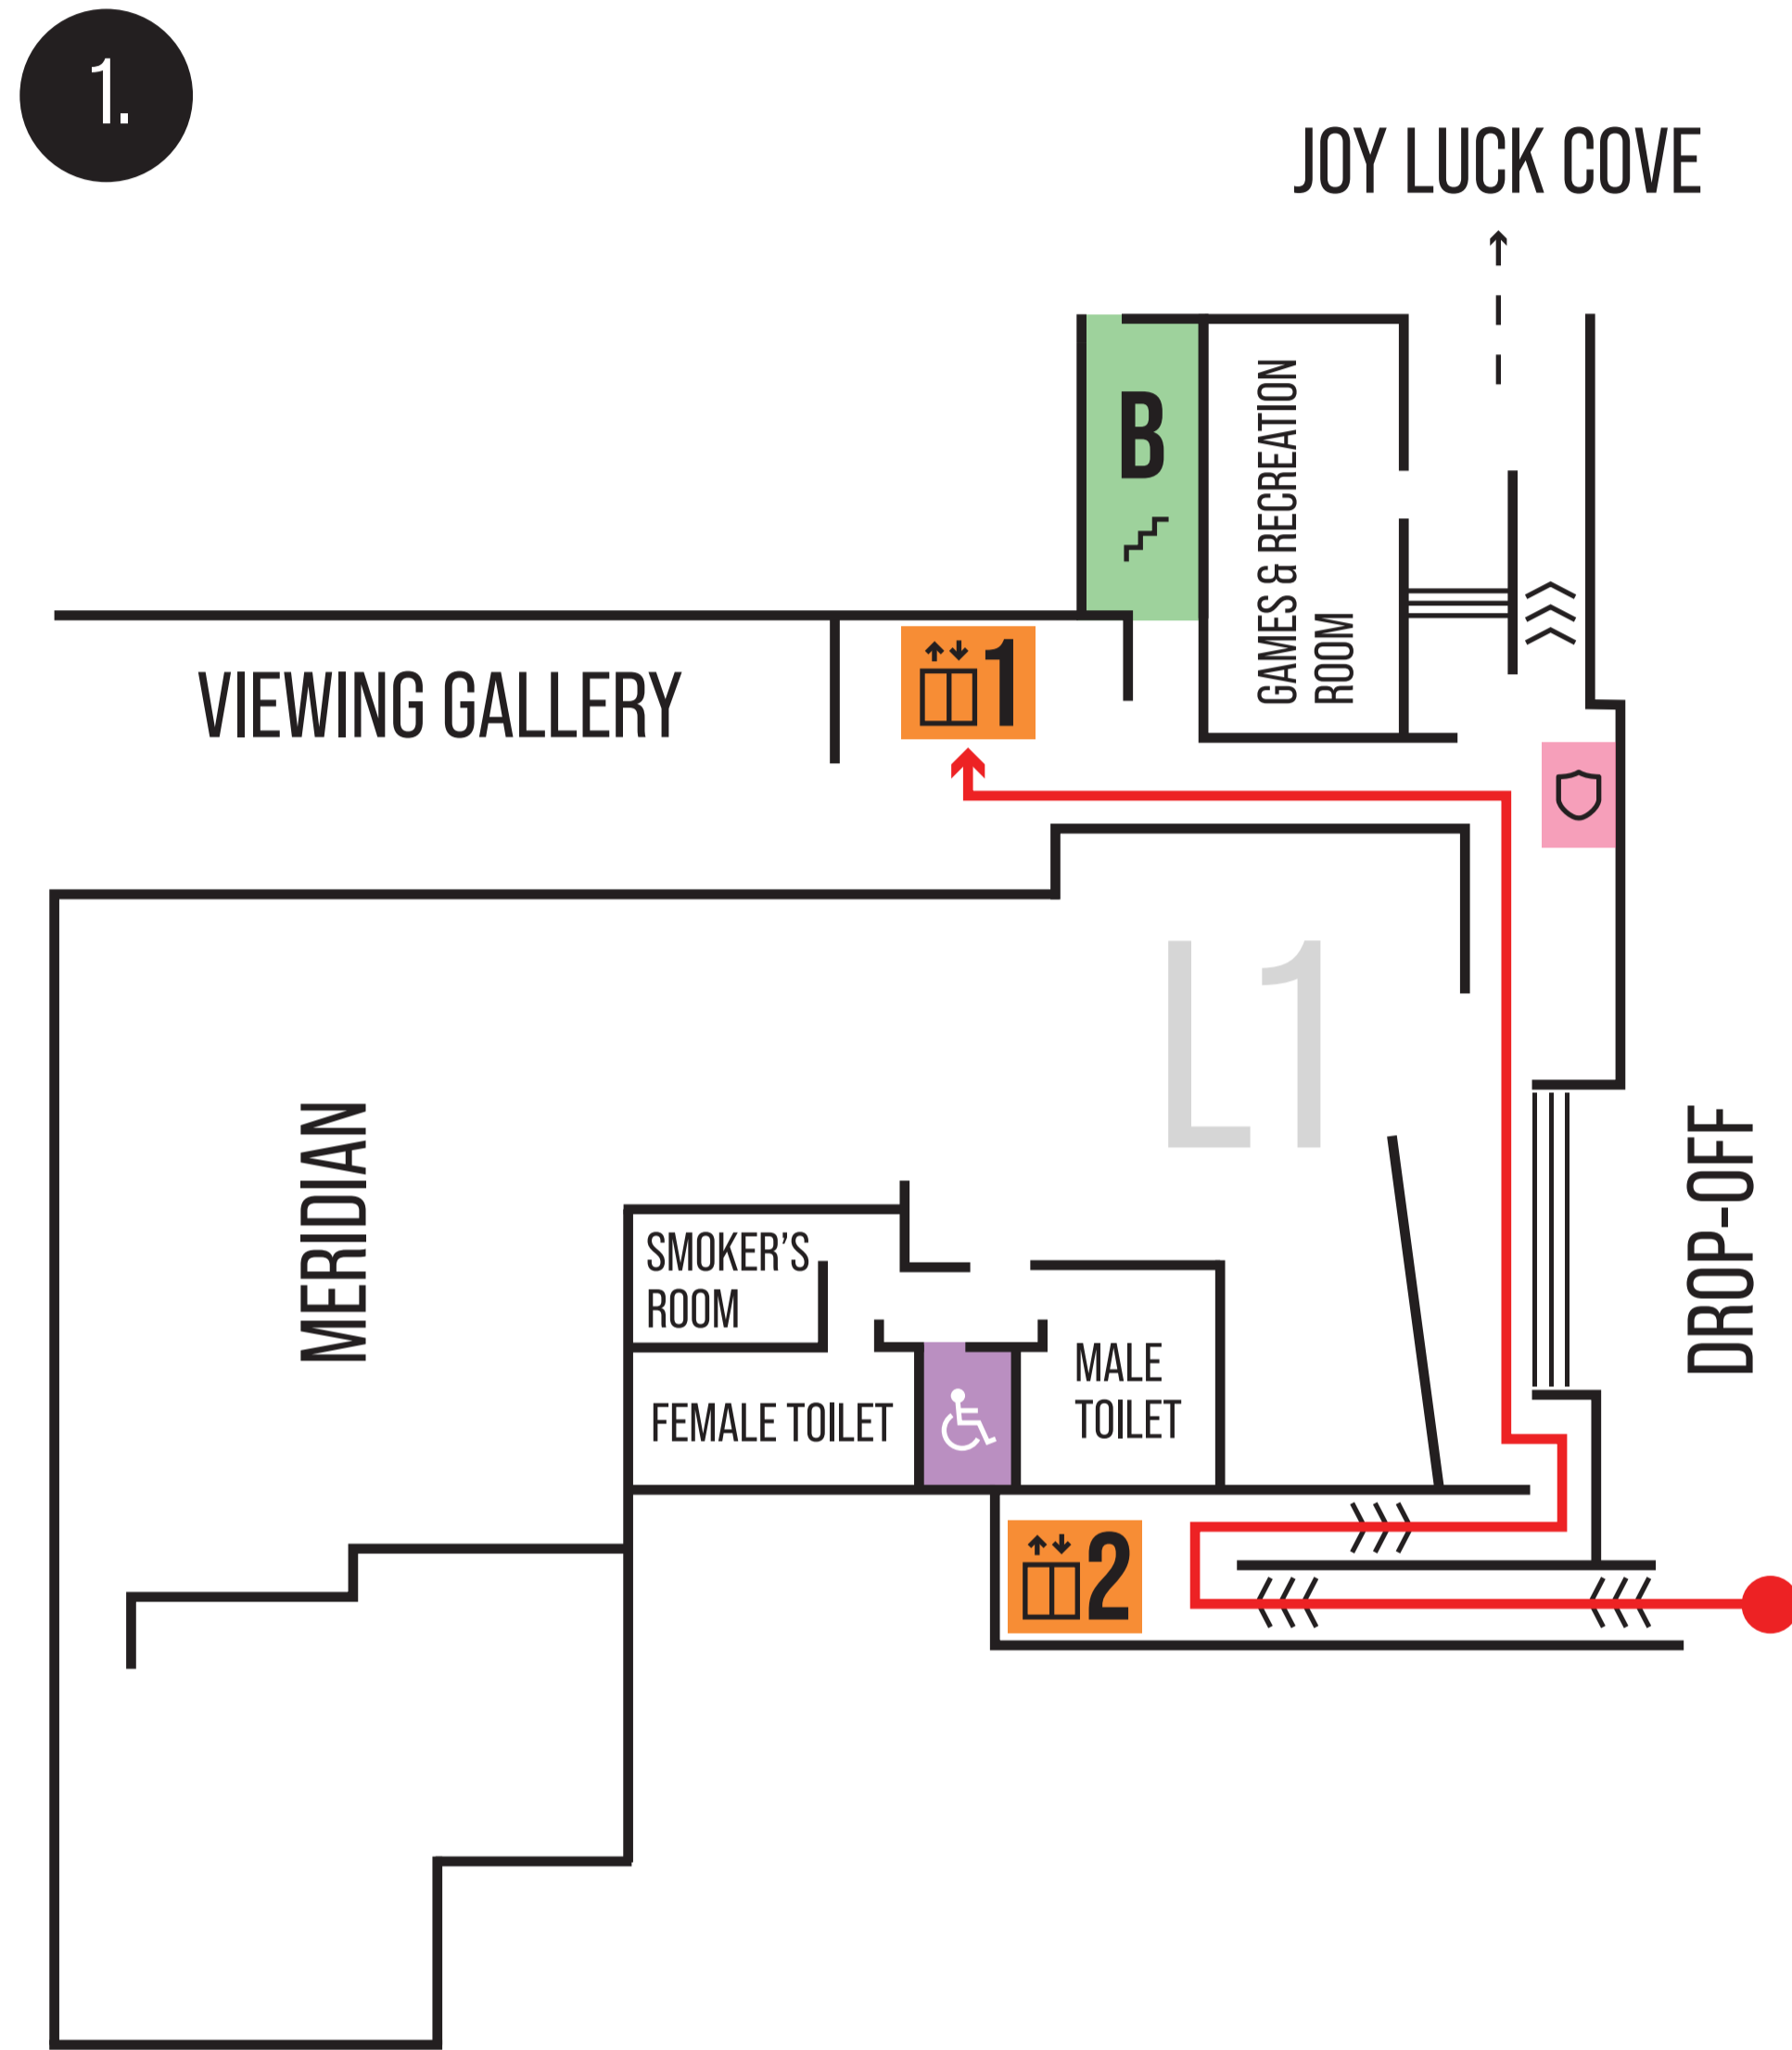 1.
JOY LUCK COVE
B
GAMES & RECREATION
ROOM
VIEWING GALLERY
1
L1
MERIDIAN
DROP-OFF
SMOKER'S
ROOM
MALE
TOILET
FEMALE TOILET
2